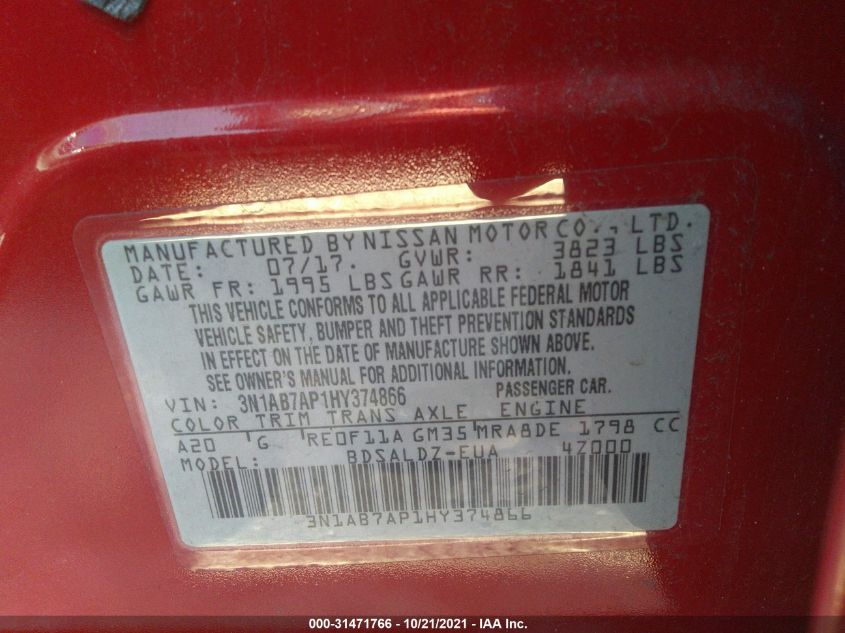 MANUFACTURED BY NISSAN MOTOR CO., LTD.
DATE: 07/17. GVWR: 3823 LBS
GAWR FR: 1995 LBS GAWR RR: 1841 LBS
THIS VEHICLE CONFORMS TO ALL APPLICABLE FEDERAL MOTOR
VEHICLE SAFETY, BUMPER AND THEFT PREVENTION STANDARDS
IN EFFECT ON THE DATE OF MANUFACTURE SHOWN ABOVE.
SEE OWNER'S MANUAL FOR ADDITIONAL INFORMATION.
VIN: 3N1AB7AP1HY374866 PASSENGER CAR.
COLOR TRIM TRANS AXLE ENGINE
A20 G RE0F11A GM35 MRA8DE 1798 CC
MODEL: BDSALDZ-EUA 4Z000
3N1AB7AP1HY374866
000-31471766 - 10/21/2021 - IAA Inc.